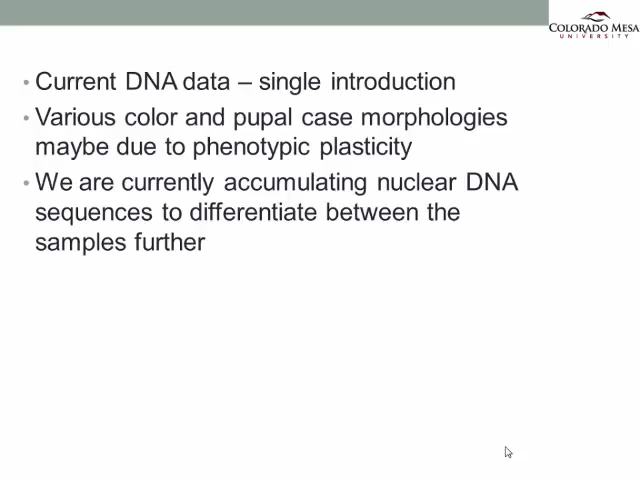 COLORADO MESA
UNIVERSITY
• Current DNA data – single introduction
• Various color and pupal case morphologies
maybe due to phenotypic plasticity
• We are currently accumulating nuclear DNA
sequences to differentiate between the
samples further